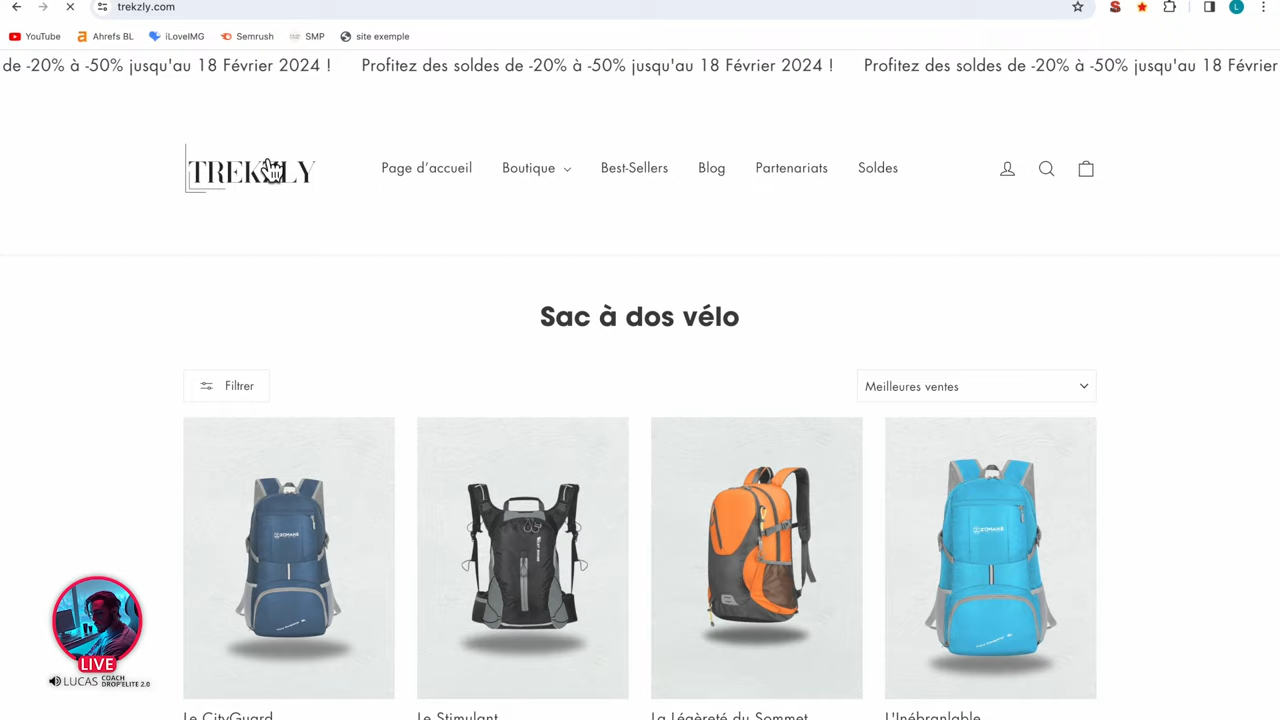 trekzly.com
YouTube Ahrefs BL iLoveIMG Semrush SMP site exemple
de -20% à -50% jusqu'au 18 Février 2024 ! Profitez des soldes de -20% à -50% jusqu'au 18 Février 2024 ! Profitez des soldes de -20% à -50% jusqu'au 18 Février
TREKZLY Page d'accueil Boutique Best-Sellers Blog Partenariats Soldes
Sac à dos vélo
Filtrer Meilleures ventes
ZOMAKE ZOMAKE
LIVE
LUCAS COACH DROP'ELITE 2.0
Le CityGuard Le Stimulant La Légèreté du Sommet L'Inébranlable